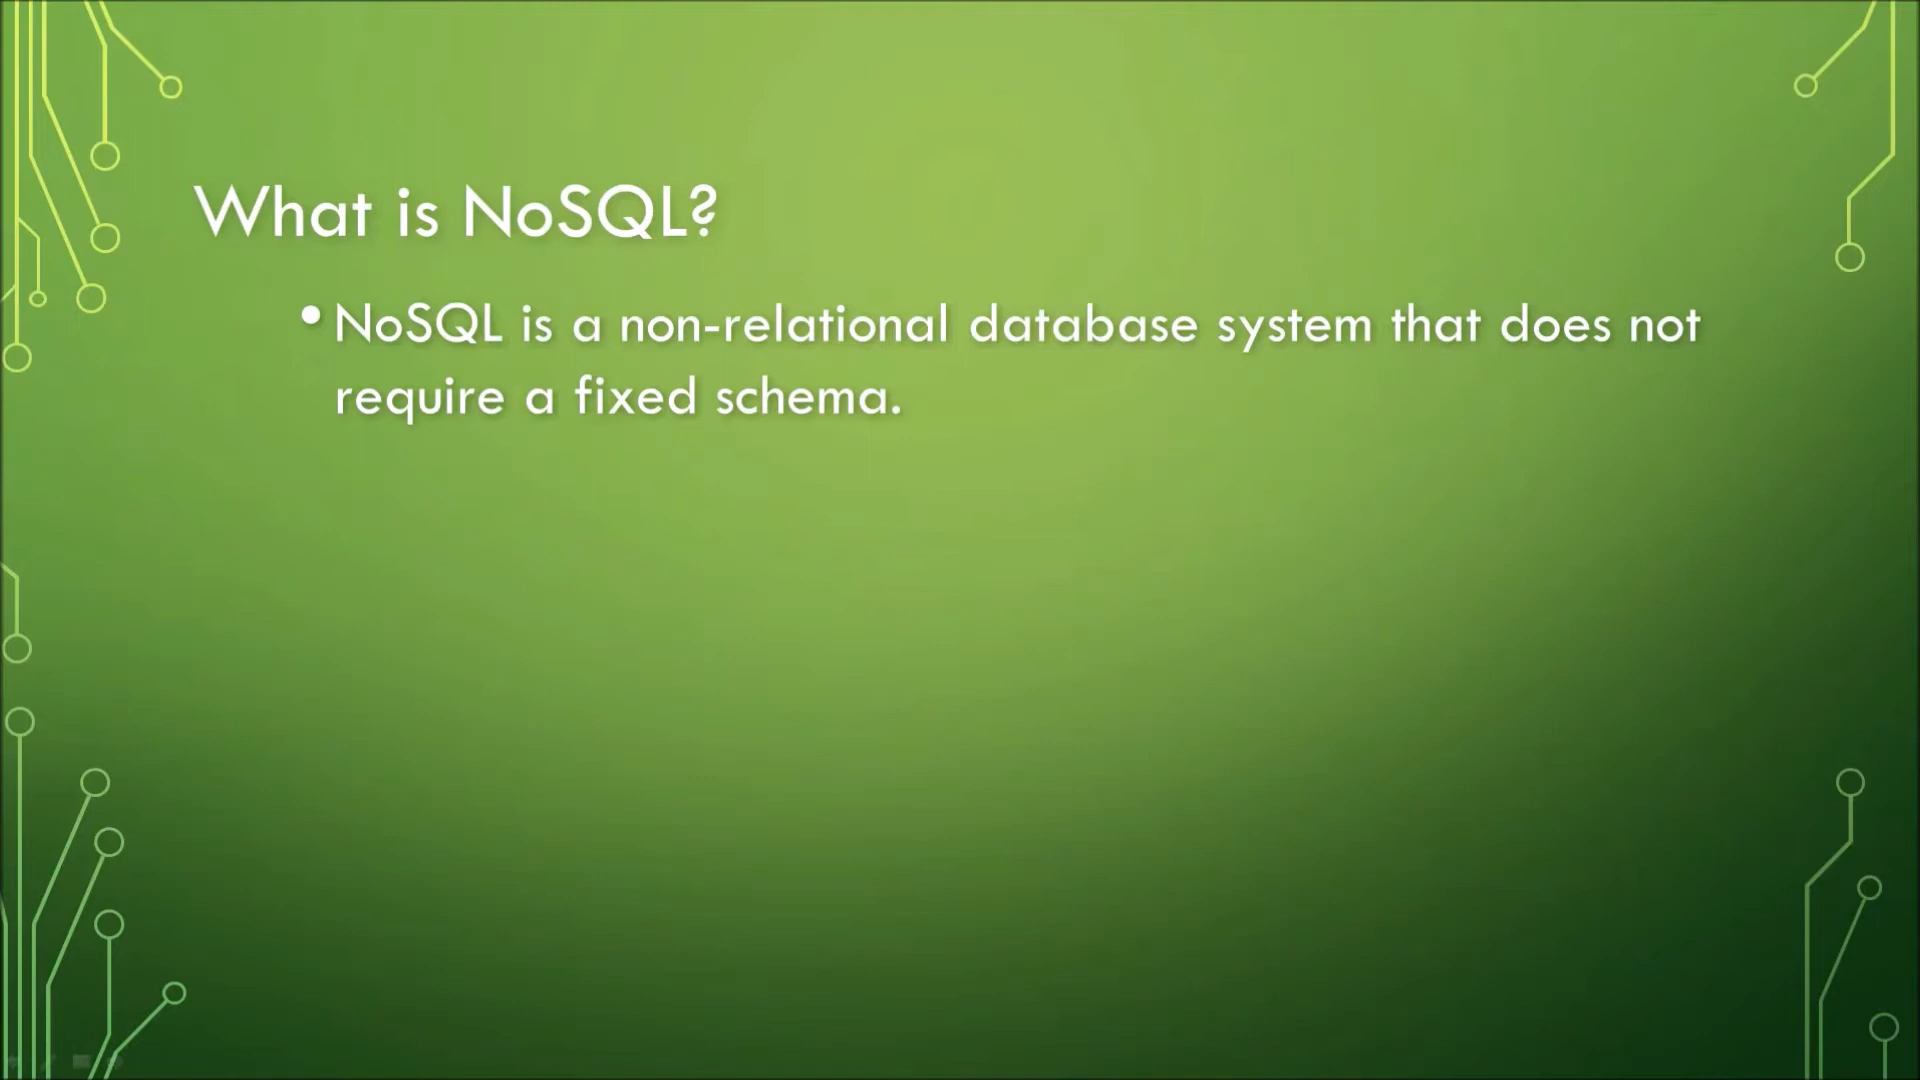 What is NoSQL?
• NoSQL is a non-relational database system that does not
require a fixed schema.